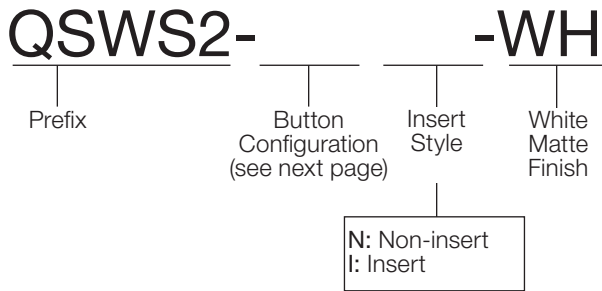 QSWS2- -WH
Prefix
Button
Configuration
(see next page)
Insert
Style
White
Matte
Finish
N: Non-insert
I: Insert